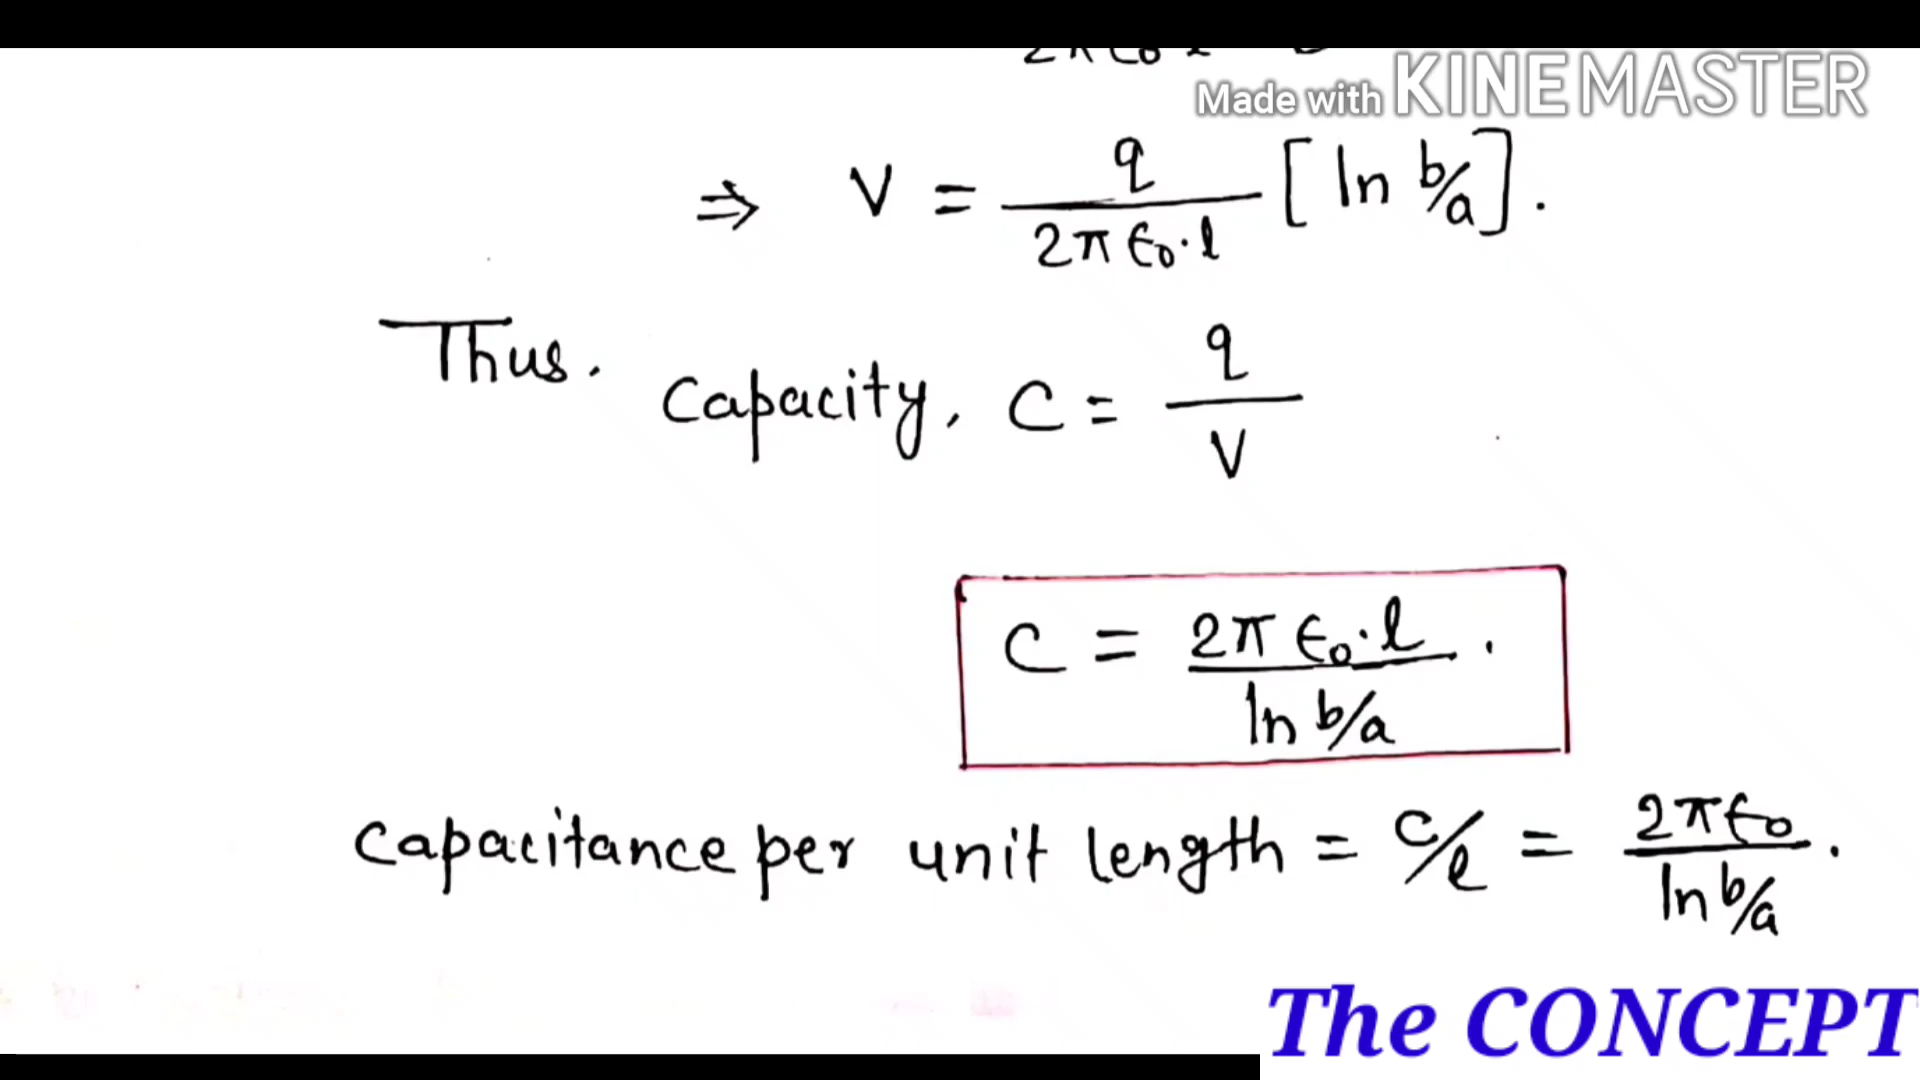 Made with KINEMASTER
⇒ V = q / 2π ϵ₀·l [ ln b/a ].
Thus. Capacity, C = q / V
C = 2π ϵ₀·l / ln b/a .
Capacitance per unit length = C/l = 2π ϵ₀ / ln b/a .
The CONCEPT